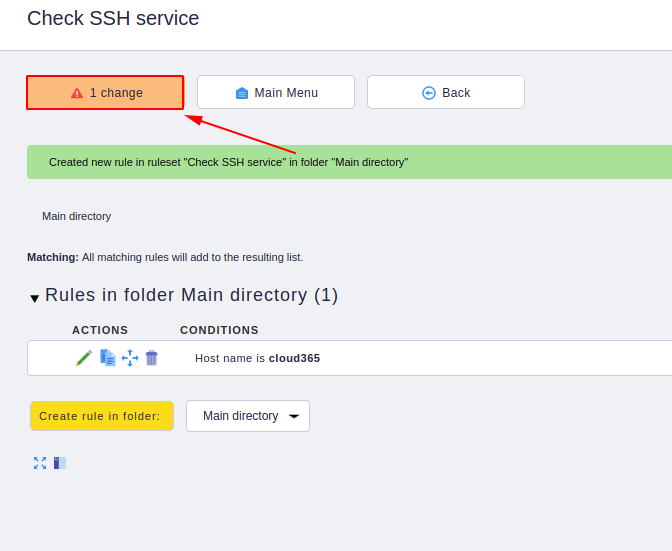 Check SSH service
1 change
Main Menu
Back
Created new rule in ruleset "Check SSH service" in folder "Main directory"
Main directory
Matching: All matching rules will add to the resulting list.
Rules in folder Main directory (1)
ACTIONS CONDITIONS
Host name is cloud365
Create rule in folder: Main directory